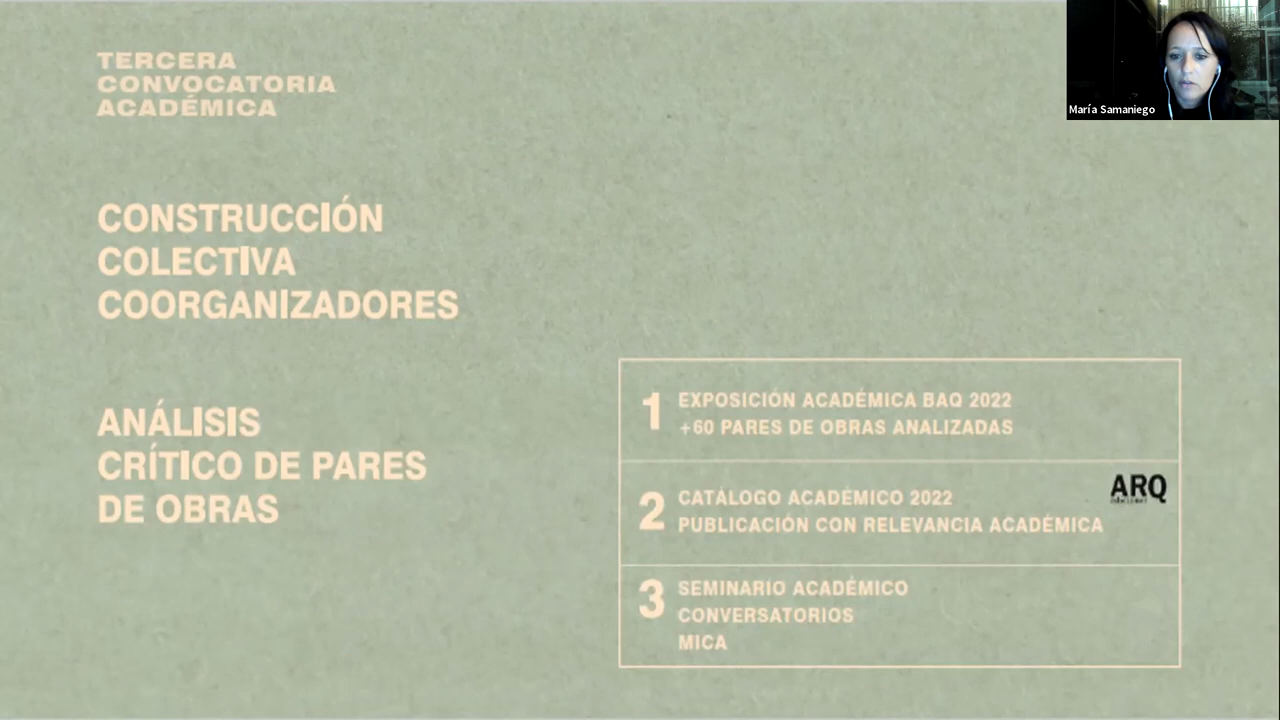 TERCERA
CONVOCATORIA
ACADÉMICA
María Samaniego
CONSTRUCCIÓN
COLECTIVA
COORGANIZADORES
ANÁLISIS
CRÍTICO DE PARES
DE OBRAS
1 EXPOSICIÓN ACADÉMICA BAQ 2022
+60 PARES DE OBRAS ANALIZADAS
ARQ
2 CATÁLOGO ACADÉMICO 2022
PUBLICACIÓN CON RELEVANCIA ACADÉMICA
3 SEMINARIO ACADÉMICO
CONVERSATORIOS
MICA